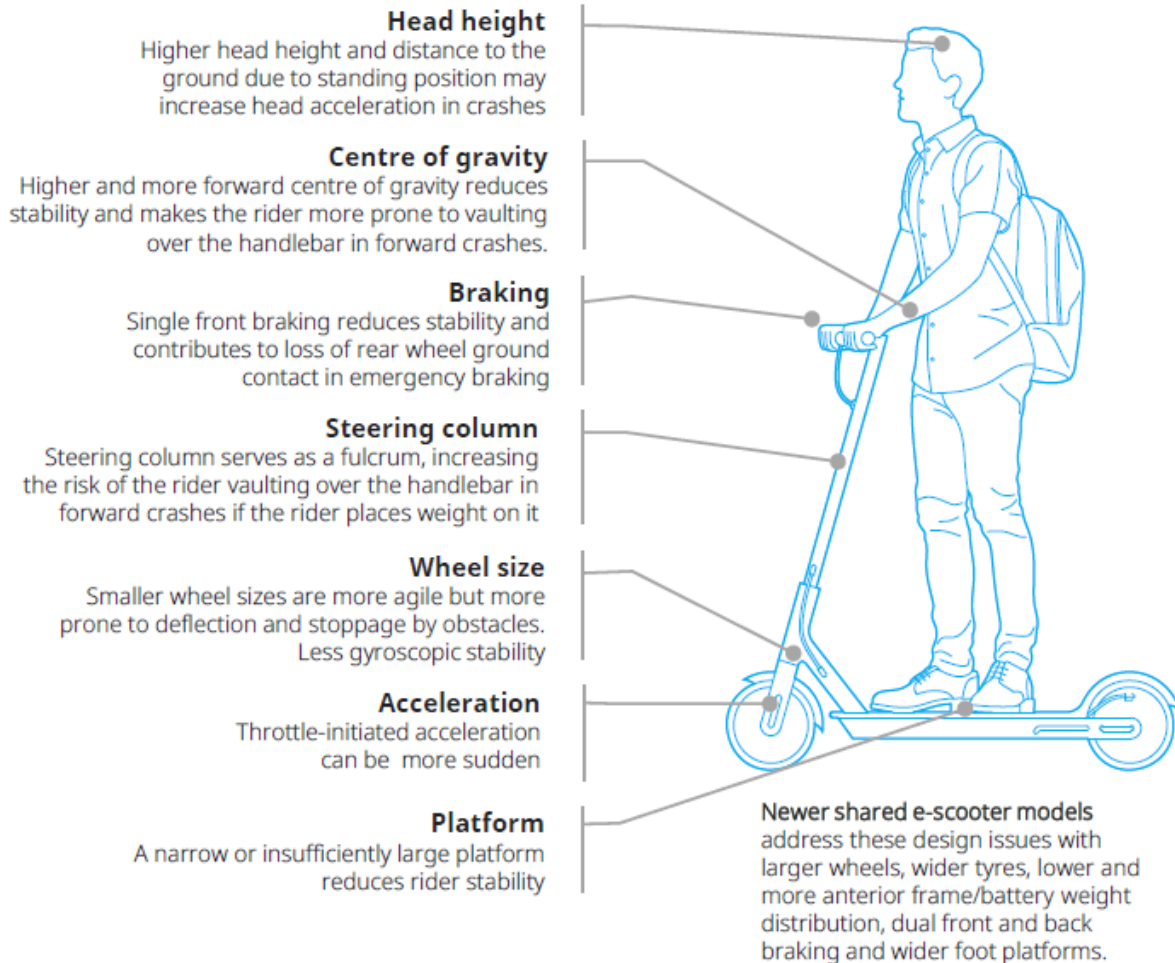 Head height
Higher head height and distance to the
ground due to standing position may
increase head acceleration in crashes
Centre of gravity
Higher and more forward centre of gravity reduces
stability and makes the rider more prone to vaulting
over the handlebar in forward crashes.
Braking
Single front braking reduces stability and
contributes to loss of rear wheel ground
contact in emergency braking
Steering column
Steering column serves as a fulcrum, increasing
the risk of the rider vaulting over the handlebar in
forward crashes if the rider places weight on it
Wheel size
Smaller wheel sizes are more agile but more
prone to deflection and stoppage by obstacles.
Less gyroscopic stability
Acceleration
Throttle-initiated acceleration
can be more sudden
Platform
A narrow or insufficiently large platform
reduces rider stability
Newer shared e-scooter models
address these design issues with
larger wheels, wider tyres, lower and
more anterior frame/battery weight
distribution, dual front and back
braking and wider foot platforms.